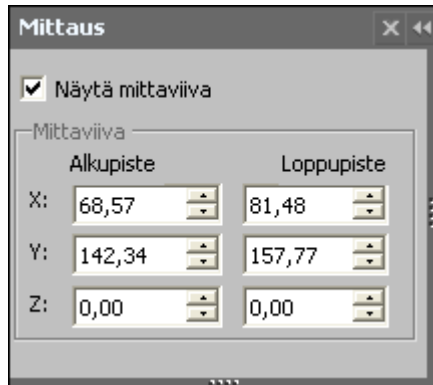 Mittaus
Näytä mittaviiva
Mittaviiva
Alkupiste Loppupiste
X: 68,57 81,48
Y: 142,34 157,77
Z: 0,00 0,00